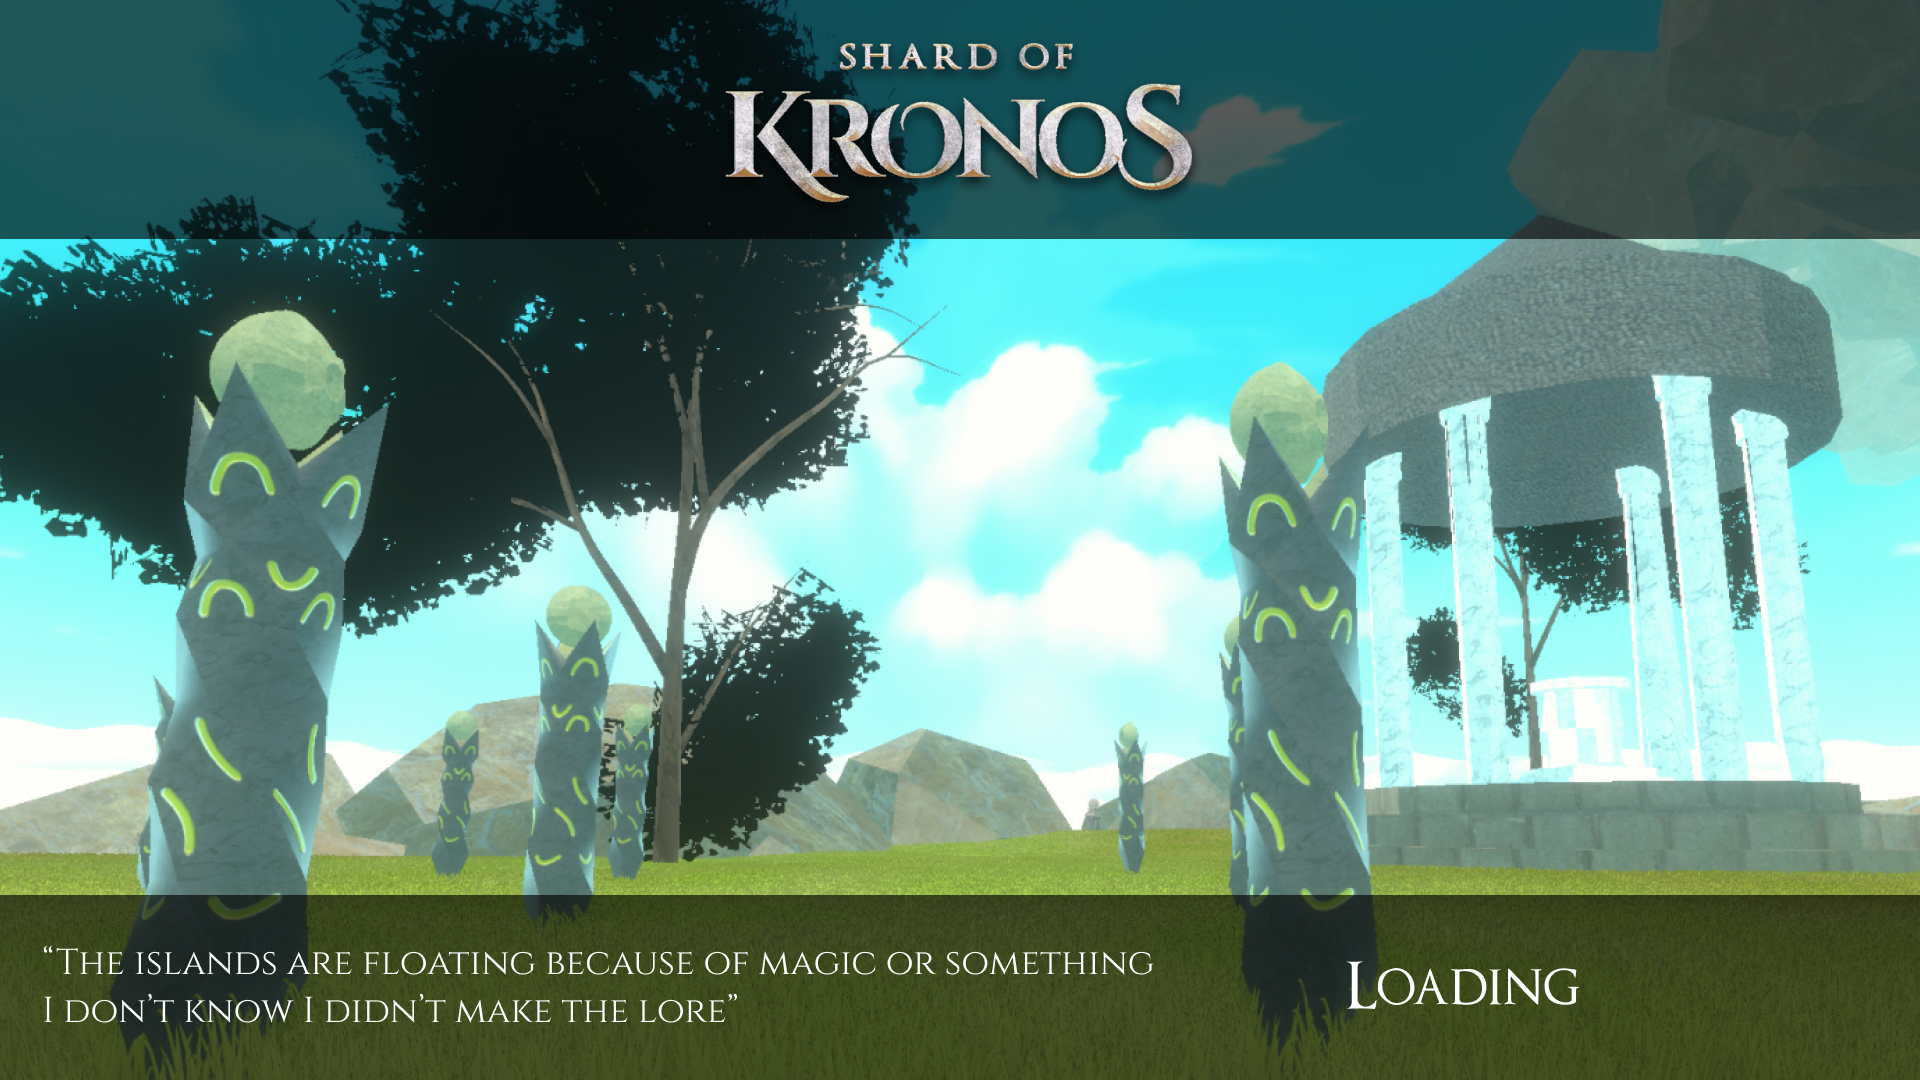 SHARD OF
KRONOS
“THE ISLANDS ARE FLOATING BECAUSE OF MAGIC OR SOMETHING
I DON’T KNOW I DIDN’T MAKE THE LORE”
LOADING